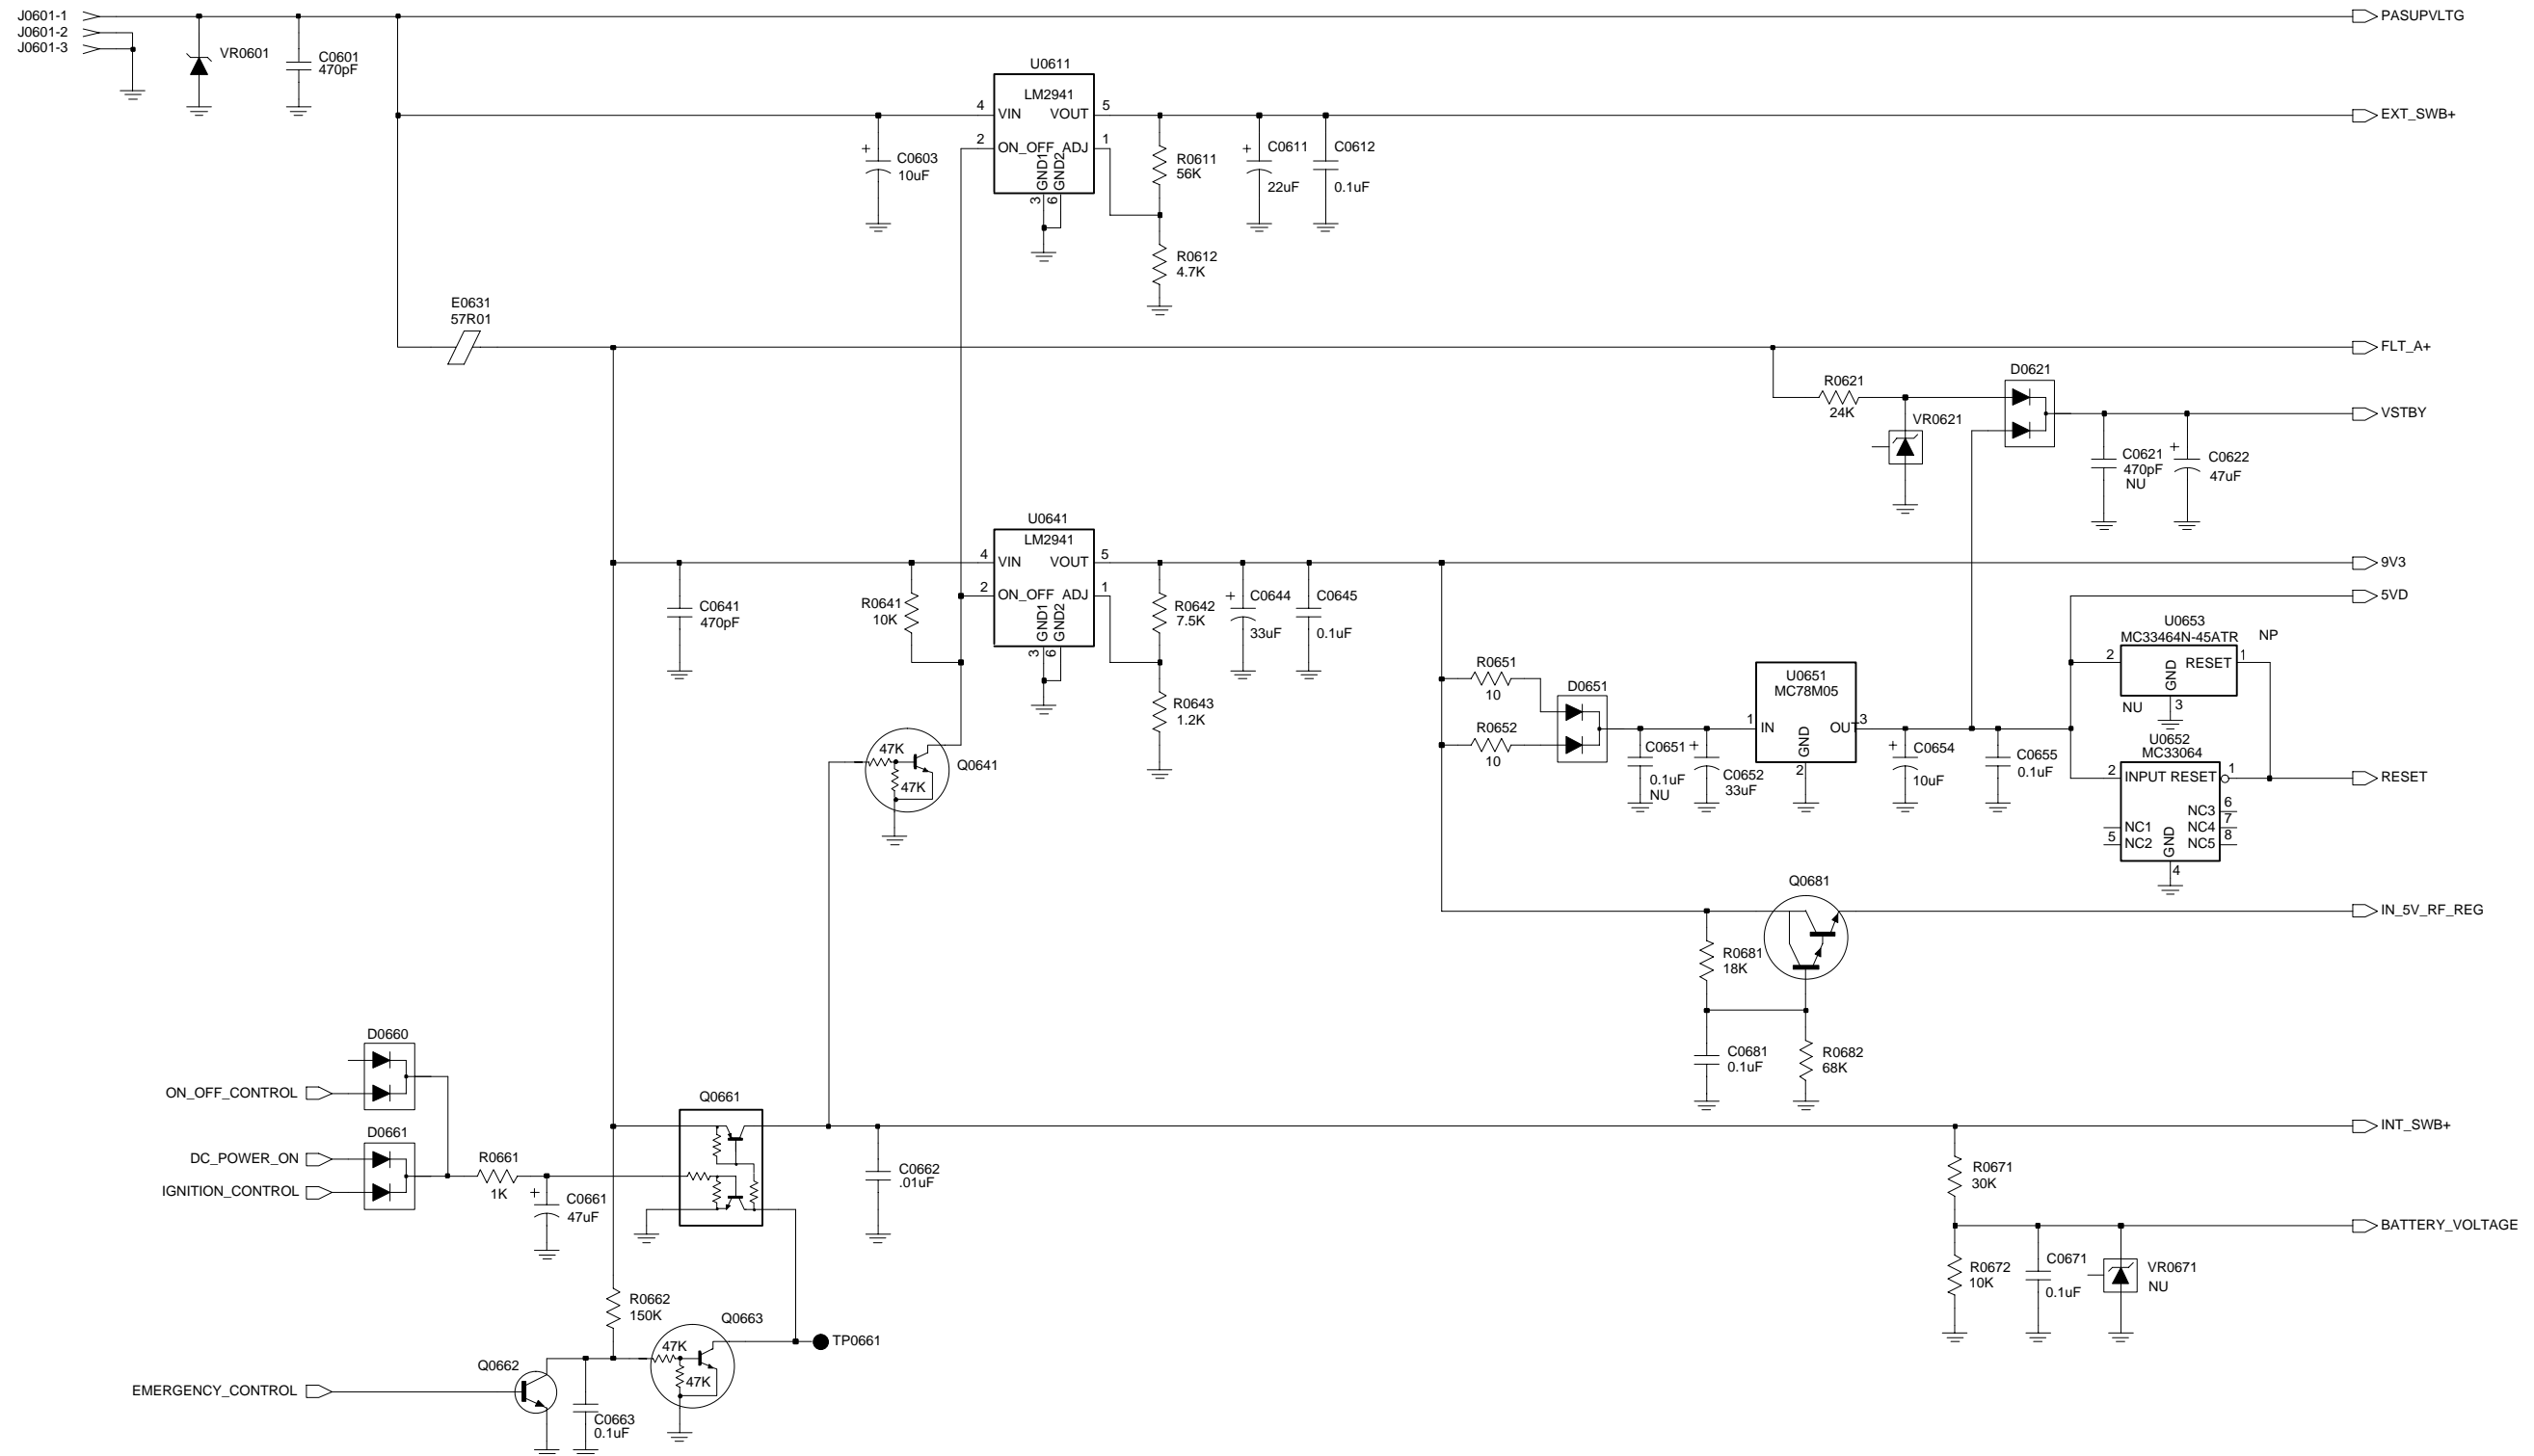 J0601-1
J0601-2
J0601-3
PASUPVLTG
VR0601
C0601
470pF
U0611
LM2941
4
VIN
VOUT
5
2
ON_OFF
ADJ
1
GND1
GND2
3
6
EXT_SWB+
C0603
10uF
+
R0611
56K
+
C0611
22uF
C0612
0.1uF
R0612
4.7K
E0631
57R01
FLT_A+
R0621
24K
VR0621
D0621
VSTBY
C0621
470pF
NU
+
C0622
47uF
U0641
LM2941
4
VIN
VOUT
5
2
ON_OFF
ADJ
1
GND1
GND2
3
6
9V3
5VD
C0641
470pF
R0641
10K
R0642
7.5K
+
C0644
33uF
C0645
0.1uF
R0643
1.2K
U0653
MC33464N-45ATR
NP
2
RESET
1
GND
NU
3
R0651
10
D0651
R0652
10
U0651
MC78M05
1
IN
OUT
3
GND
2
C0651
0.1uF
NU
+
C0652
33uF
+
C0654
10uF
C0655
0.1uF
U0652
MC33064
2
INPUT
RESET
1
RESET
NC3
6
NC1
NC4
7
5
NC2
NC5
8
GND
4
47K
47K
Q0641
Q0681
IN_5V_RF_REG
R0681
18K
C0681
0.1uF
R0682
68K
D0660
ON_OFF_CONTROL
D0661
DC_POWER_ON
IGNITION_CONTROL
R0661
1K
+
C0661
47uF
Q0661
C0662
.01uF
INT_SWB+
R0671
30K
BATTERY_VOLTAGE
R0672
10K
C0671
0.1uF
VR0671
NU
R0662
150K
Q0663
47K
47K
TP0661
Q0662
EMERGENCY_CONTROL
C0663
0.1uF